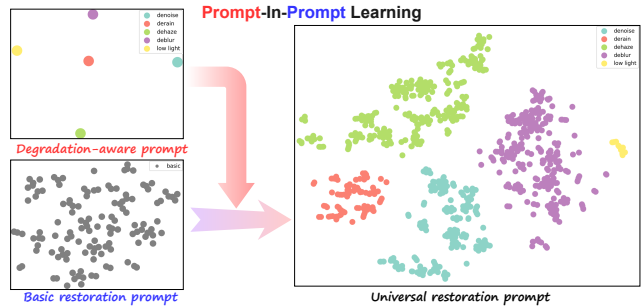 Prompt-In-Prompt Learning
denoise
derain
dehaze
deblur
low light
Degradation-aware prompt
basic
Basic restoration prompt
denoise
derain
dehaze
deblur
low light
Universal restoration prompt